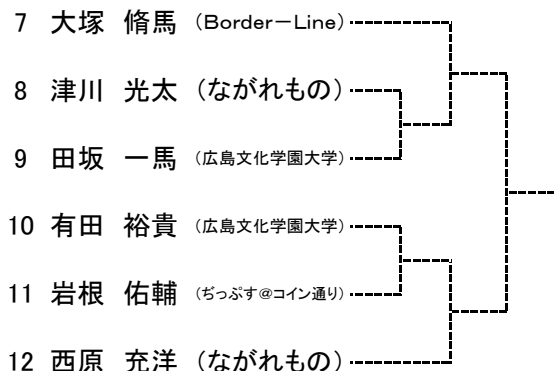 7 大塚 脩馬 (Border－Line)
8 津川 光太 (ながれもの)
9 田坂 一馬 (広島文化学園大学)
10 有田 裕貴 (広島文化学園大学)
11 岩根 佑輔 (ぢっぷす@コイン通り)
12 西原 充洋 (ながれもの)